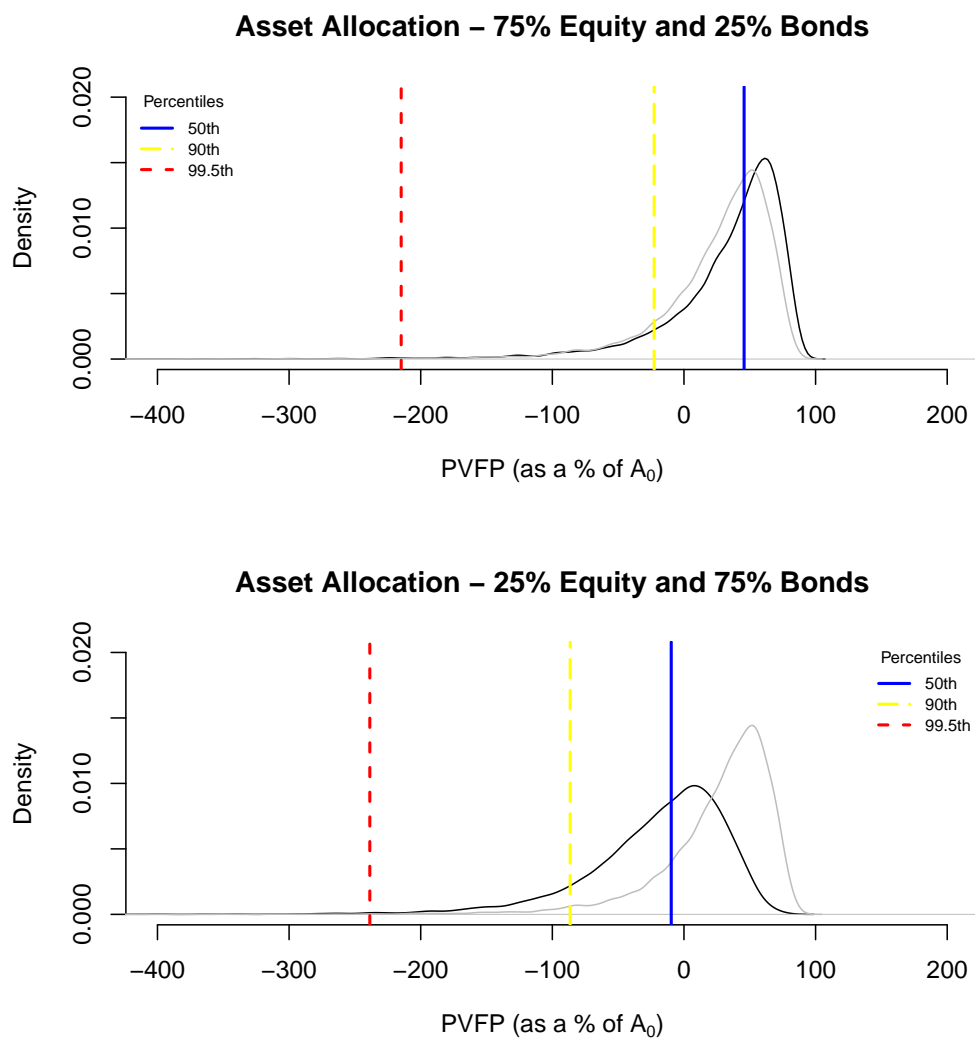 Asset Allocation − 75% Equity and 25% Bonds
Density
0.000 0.010 0.020
Percentiles
50th
90th
99.5th
−400 −300 −200 −100 0 100 200
PVFP (as a % of A₀)
Asset Allocation − 25% Equity and 75% Bonds
Density
0.000 0.010 0.020
Percentiles
50th
90th
99.5th
−400 −300 −200 −100 0 100 200
PVFP (as a % of A₀)